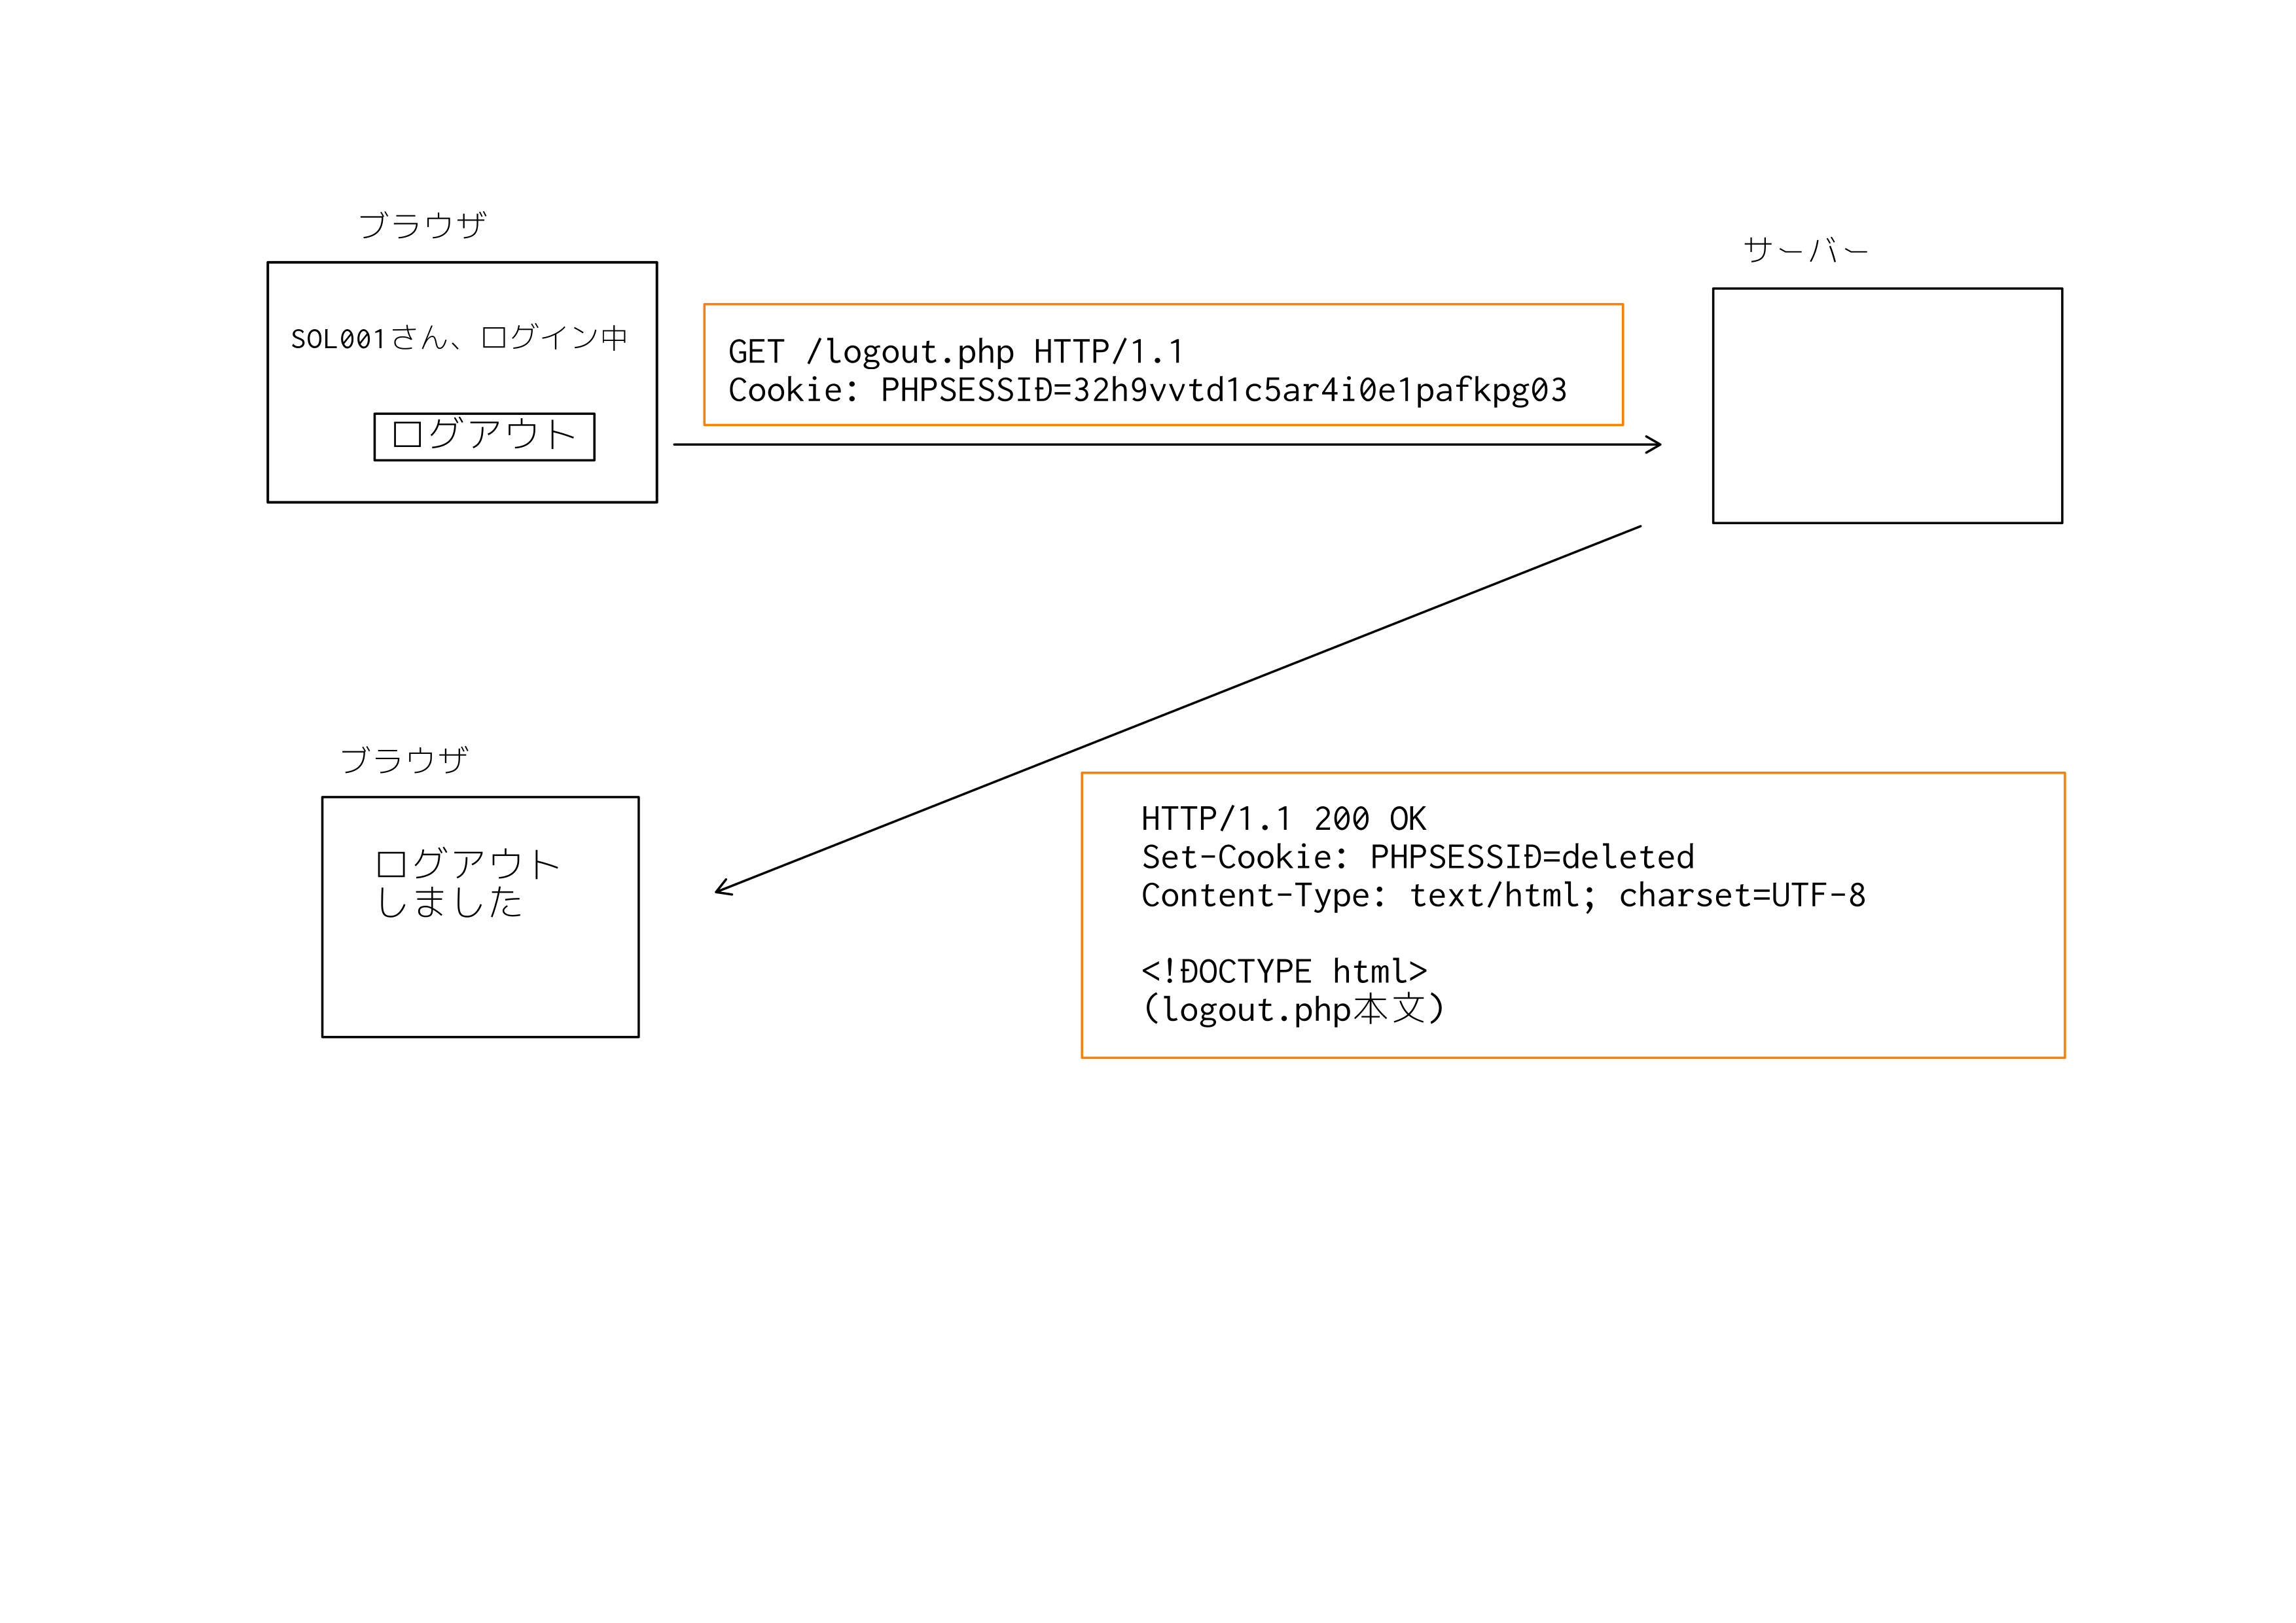 ブラウザ
サーバー
SOL001さん、ログイン中
ログアウト
GET /logout.php HTTP/1.1
Cookie: PHPSESSID=32h9vvtd1c5ar4i0e1pafkpg03
ブラウザ
ログアウト
しました
HTTP/1.1 200 OK
Set-Cookie: PHPSESSID=deleted
Content-Type: text/html; charset=UTF-8
<!DOCTYPE html>
(logout.php本文)